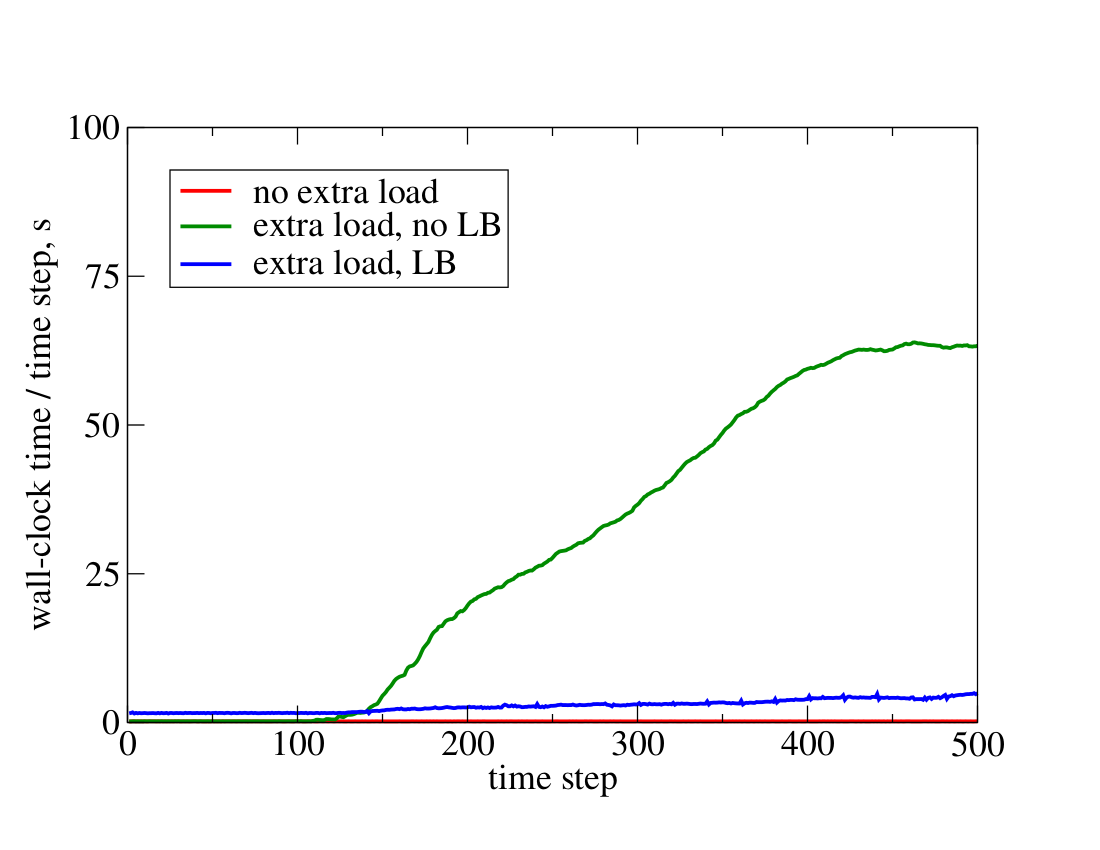 100
75
50
25
0
no extra load
extra load, no LB
extra load, LB
wall-clock time / time step, s
0 100 200 300 400 500
time step